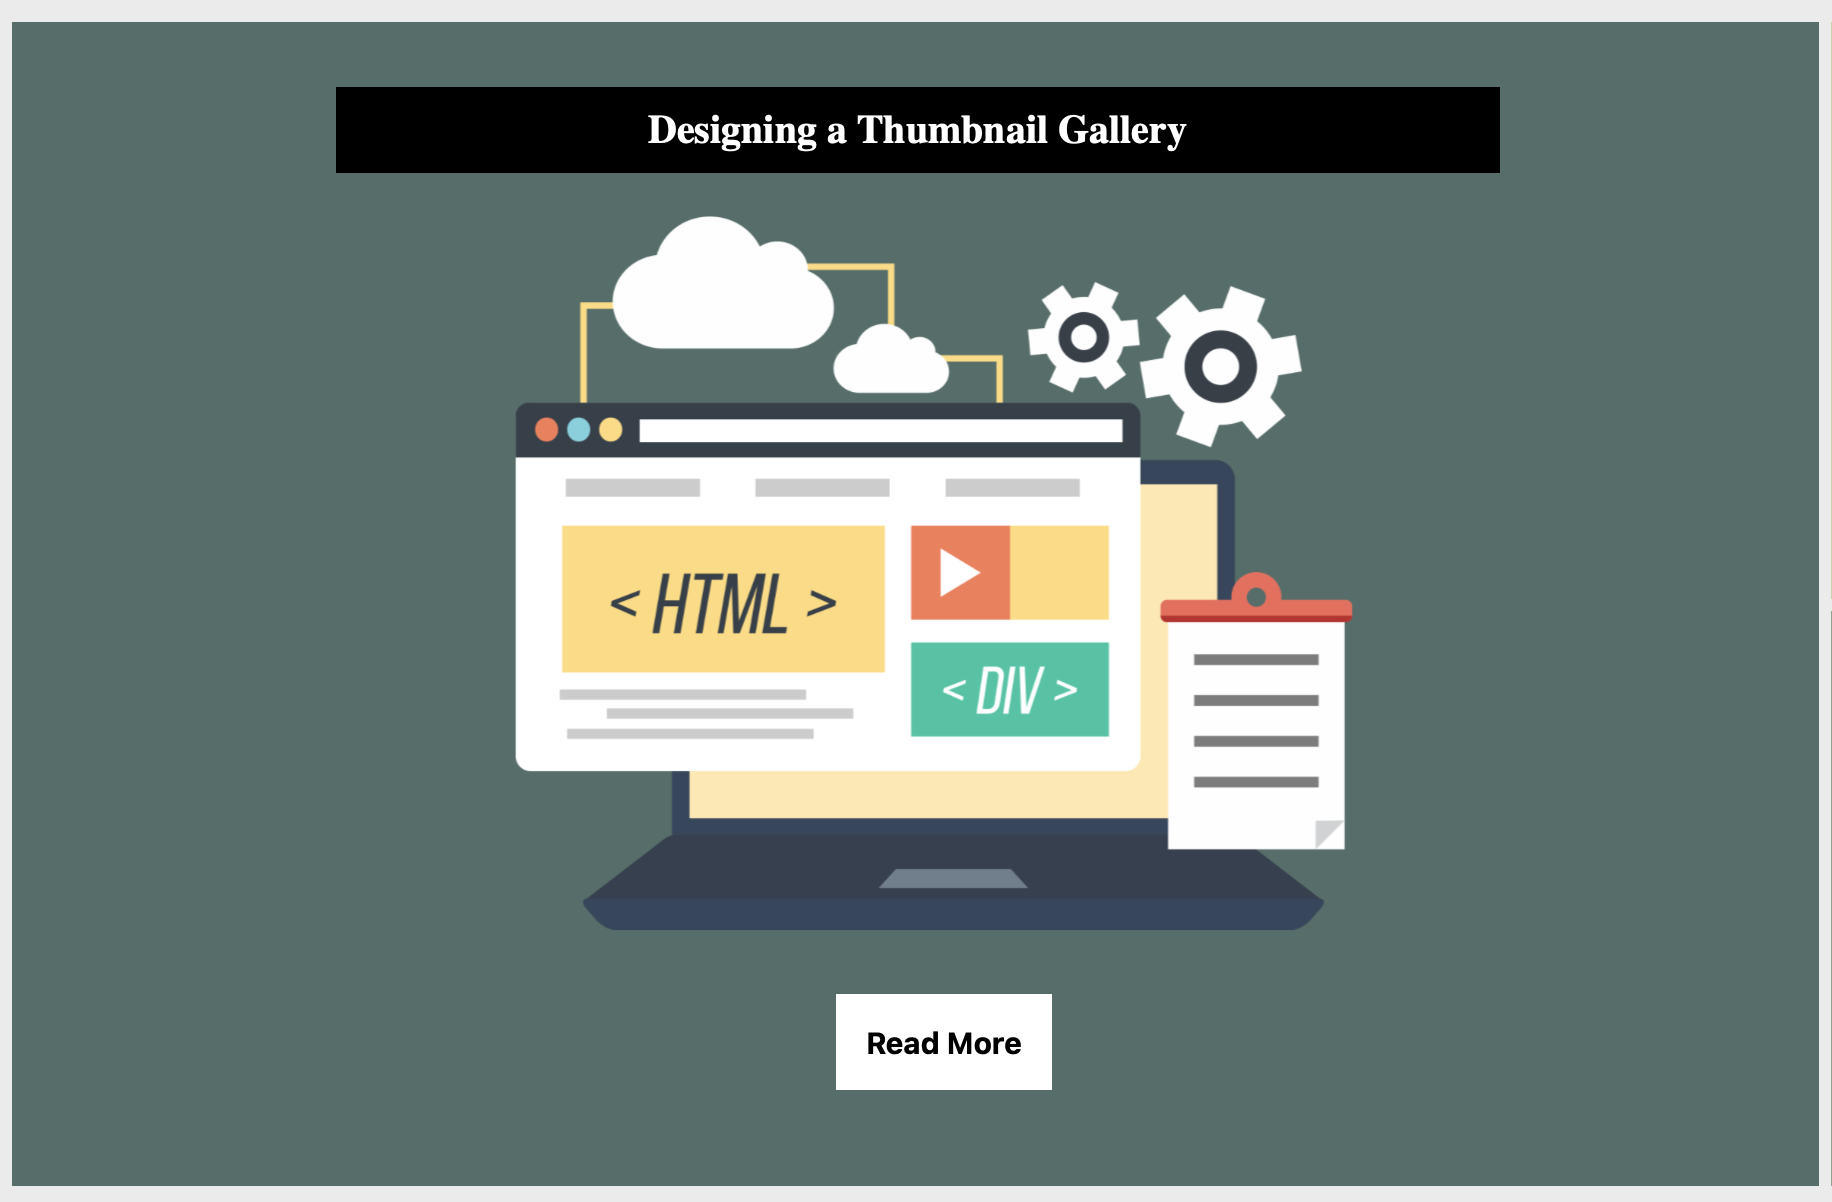 Designing a Thumbnail Gallery
< HTML >
< DIV >
Read More